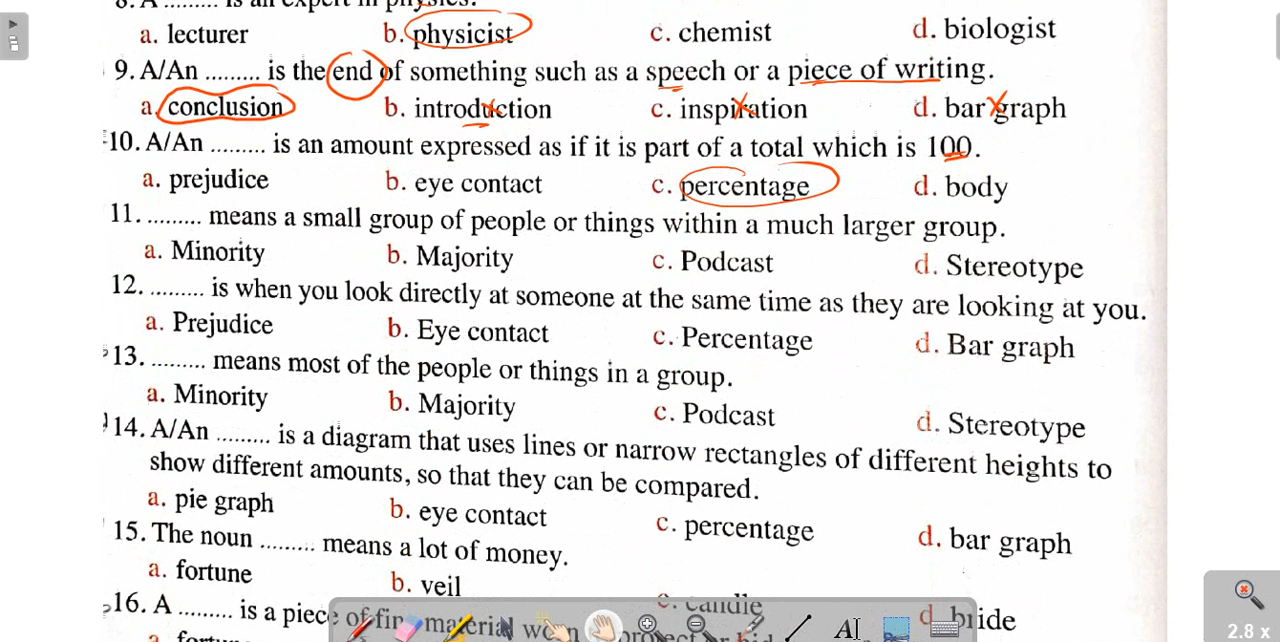 8. A ......... is an expert in physics.
a. lecturer b. physicist c. chemist d. biologist
9. A/An ......... is the end of something such as a speech or a piece of writing.
a. conclusion b. introduction c. inspiration d. bar graph
10. A/An ......... is an amount expressed as if it is part of a total which is 100.
a. prejudice b. eye contact c. percentage d. body
11. ......... means a small group of people or things within a much larger group.
a. Minority b. Majority c. Podcast d. Stereotype
12. ......... is when you look directly at someone at the same time as they are looking at you.
a. Prejudice b. Eye contact c. Percentage d. Bar graph
13. ......... means most of the people or things in a group.
a. Minority b. Majority c. Podcast d. Stereotype
14. A/An ......... is a diagram that uses lines or narrow rectangles of different heights to
show different amounts, so that they can be compared.
a. pie graph b. eye contact c. percentage d. bar graph
15. The noun ......... means a lot of money.
a. fortune b. veil c. candle d. bride
16. A ......... is a piece of fine material
2.8 x